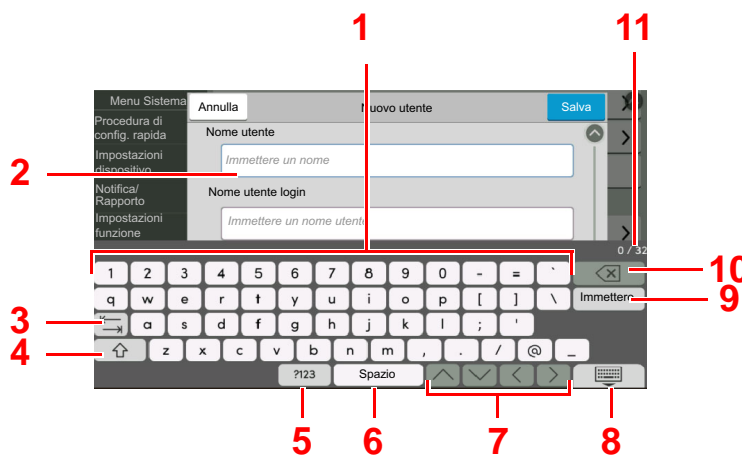 1
11
Menu Sistema
Annulla
Nuovo utente
Salva
Procedura di
config. rapida
Nome utente
Impostazioni
dispositivo
Immettere un nome
2
Notifica/
Rapporto
Nome utente login
Impostazioni
funzione
Immettere un nome utente
0 / 32
1 2 3 4 5 6 7 8 9 0 - = `
10
q w e r t y u i o p [ ] \ Immettere
9
3
a s d f g h j k l ; '
4
z x c v b n m , . / @ _
?123 Spazio
5 6 7 8